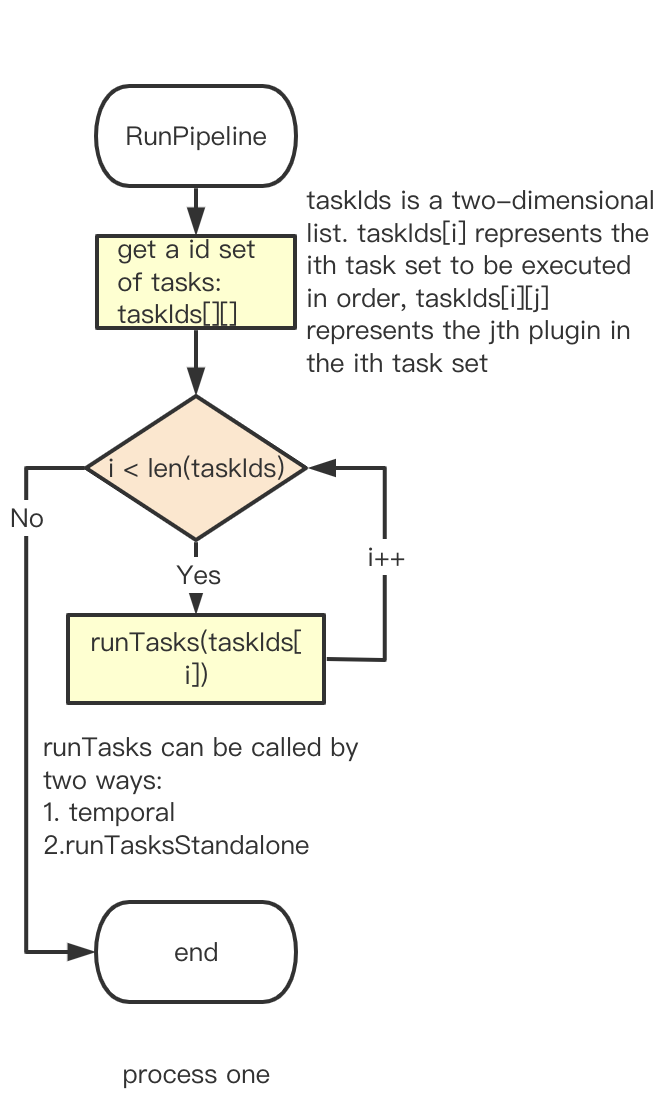 RunPipeline
taskIds is a two-dimensional
list. taskIds[i] represents the
ith task set to be executed
in order, taskIds[i][j]
represents the jth plugin in
the ith task set
get a id set
of tasks:
taskIds[][]
i < len(taskIds)
No
Yes
i++
runTasks(taskIds[
i])
runTasks can be called by
two ways:
1. temporal
2.runTasksStandalone
end
process one